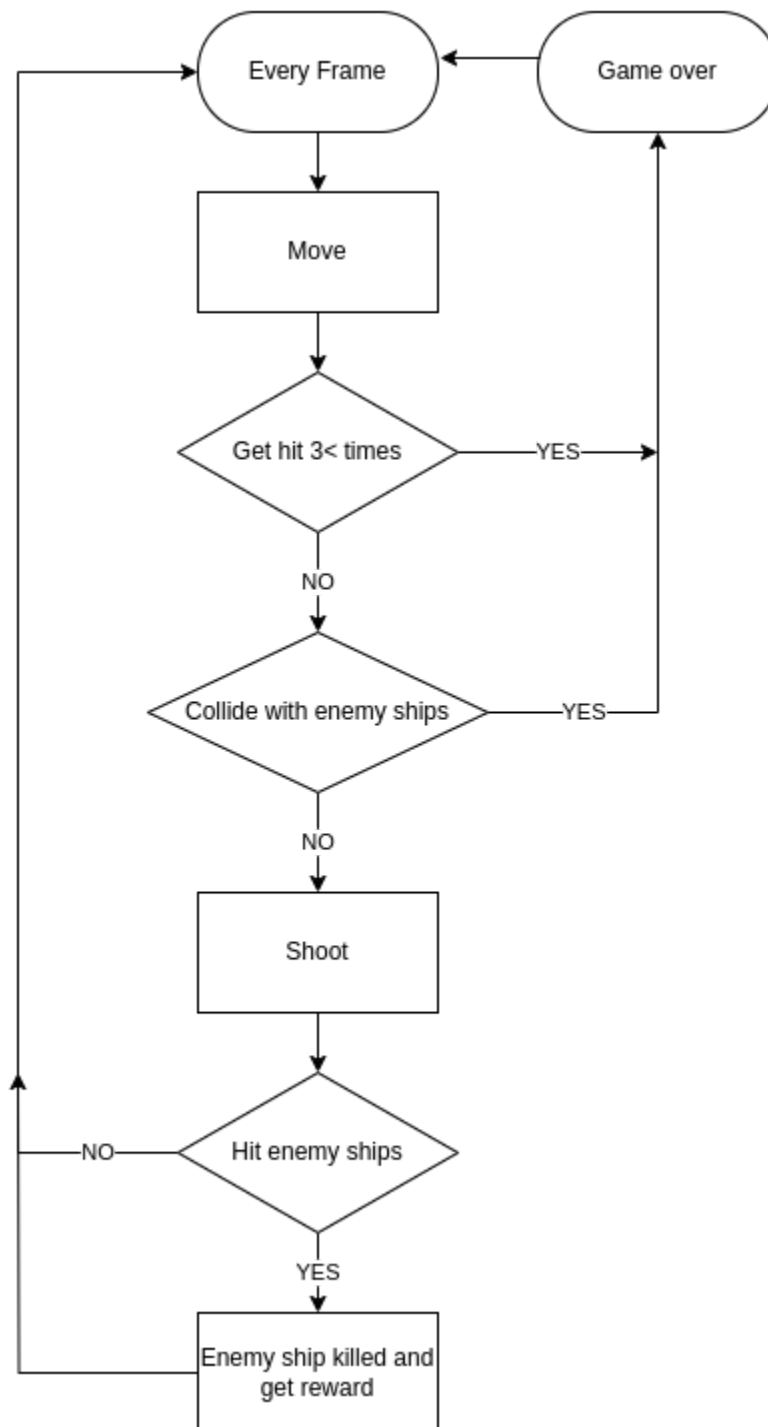 Every Frame
Game over
Move
Get hit 3< times
YES
NO
Collide with enemy ships
YES
NO
Shoot
Hit enemy ships
NO
YES
Enemy ship killed and
get reward